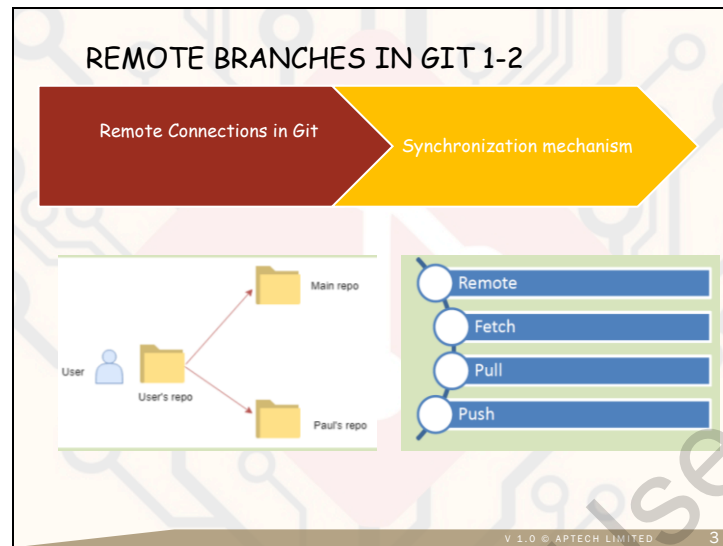 REMOTE BRANCHES IN GIT 1-2
Remote Connections in Git
Synchronization mechanism
Main repo
User
User's repo
Paul's repo
Remote
Fetch
Pull
Push
V 1.0 © APTECH LIMITED 3